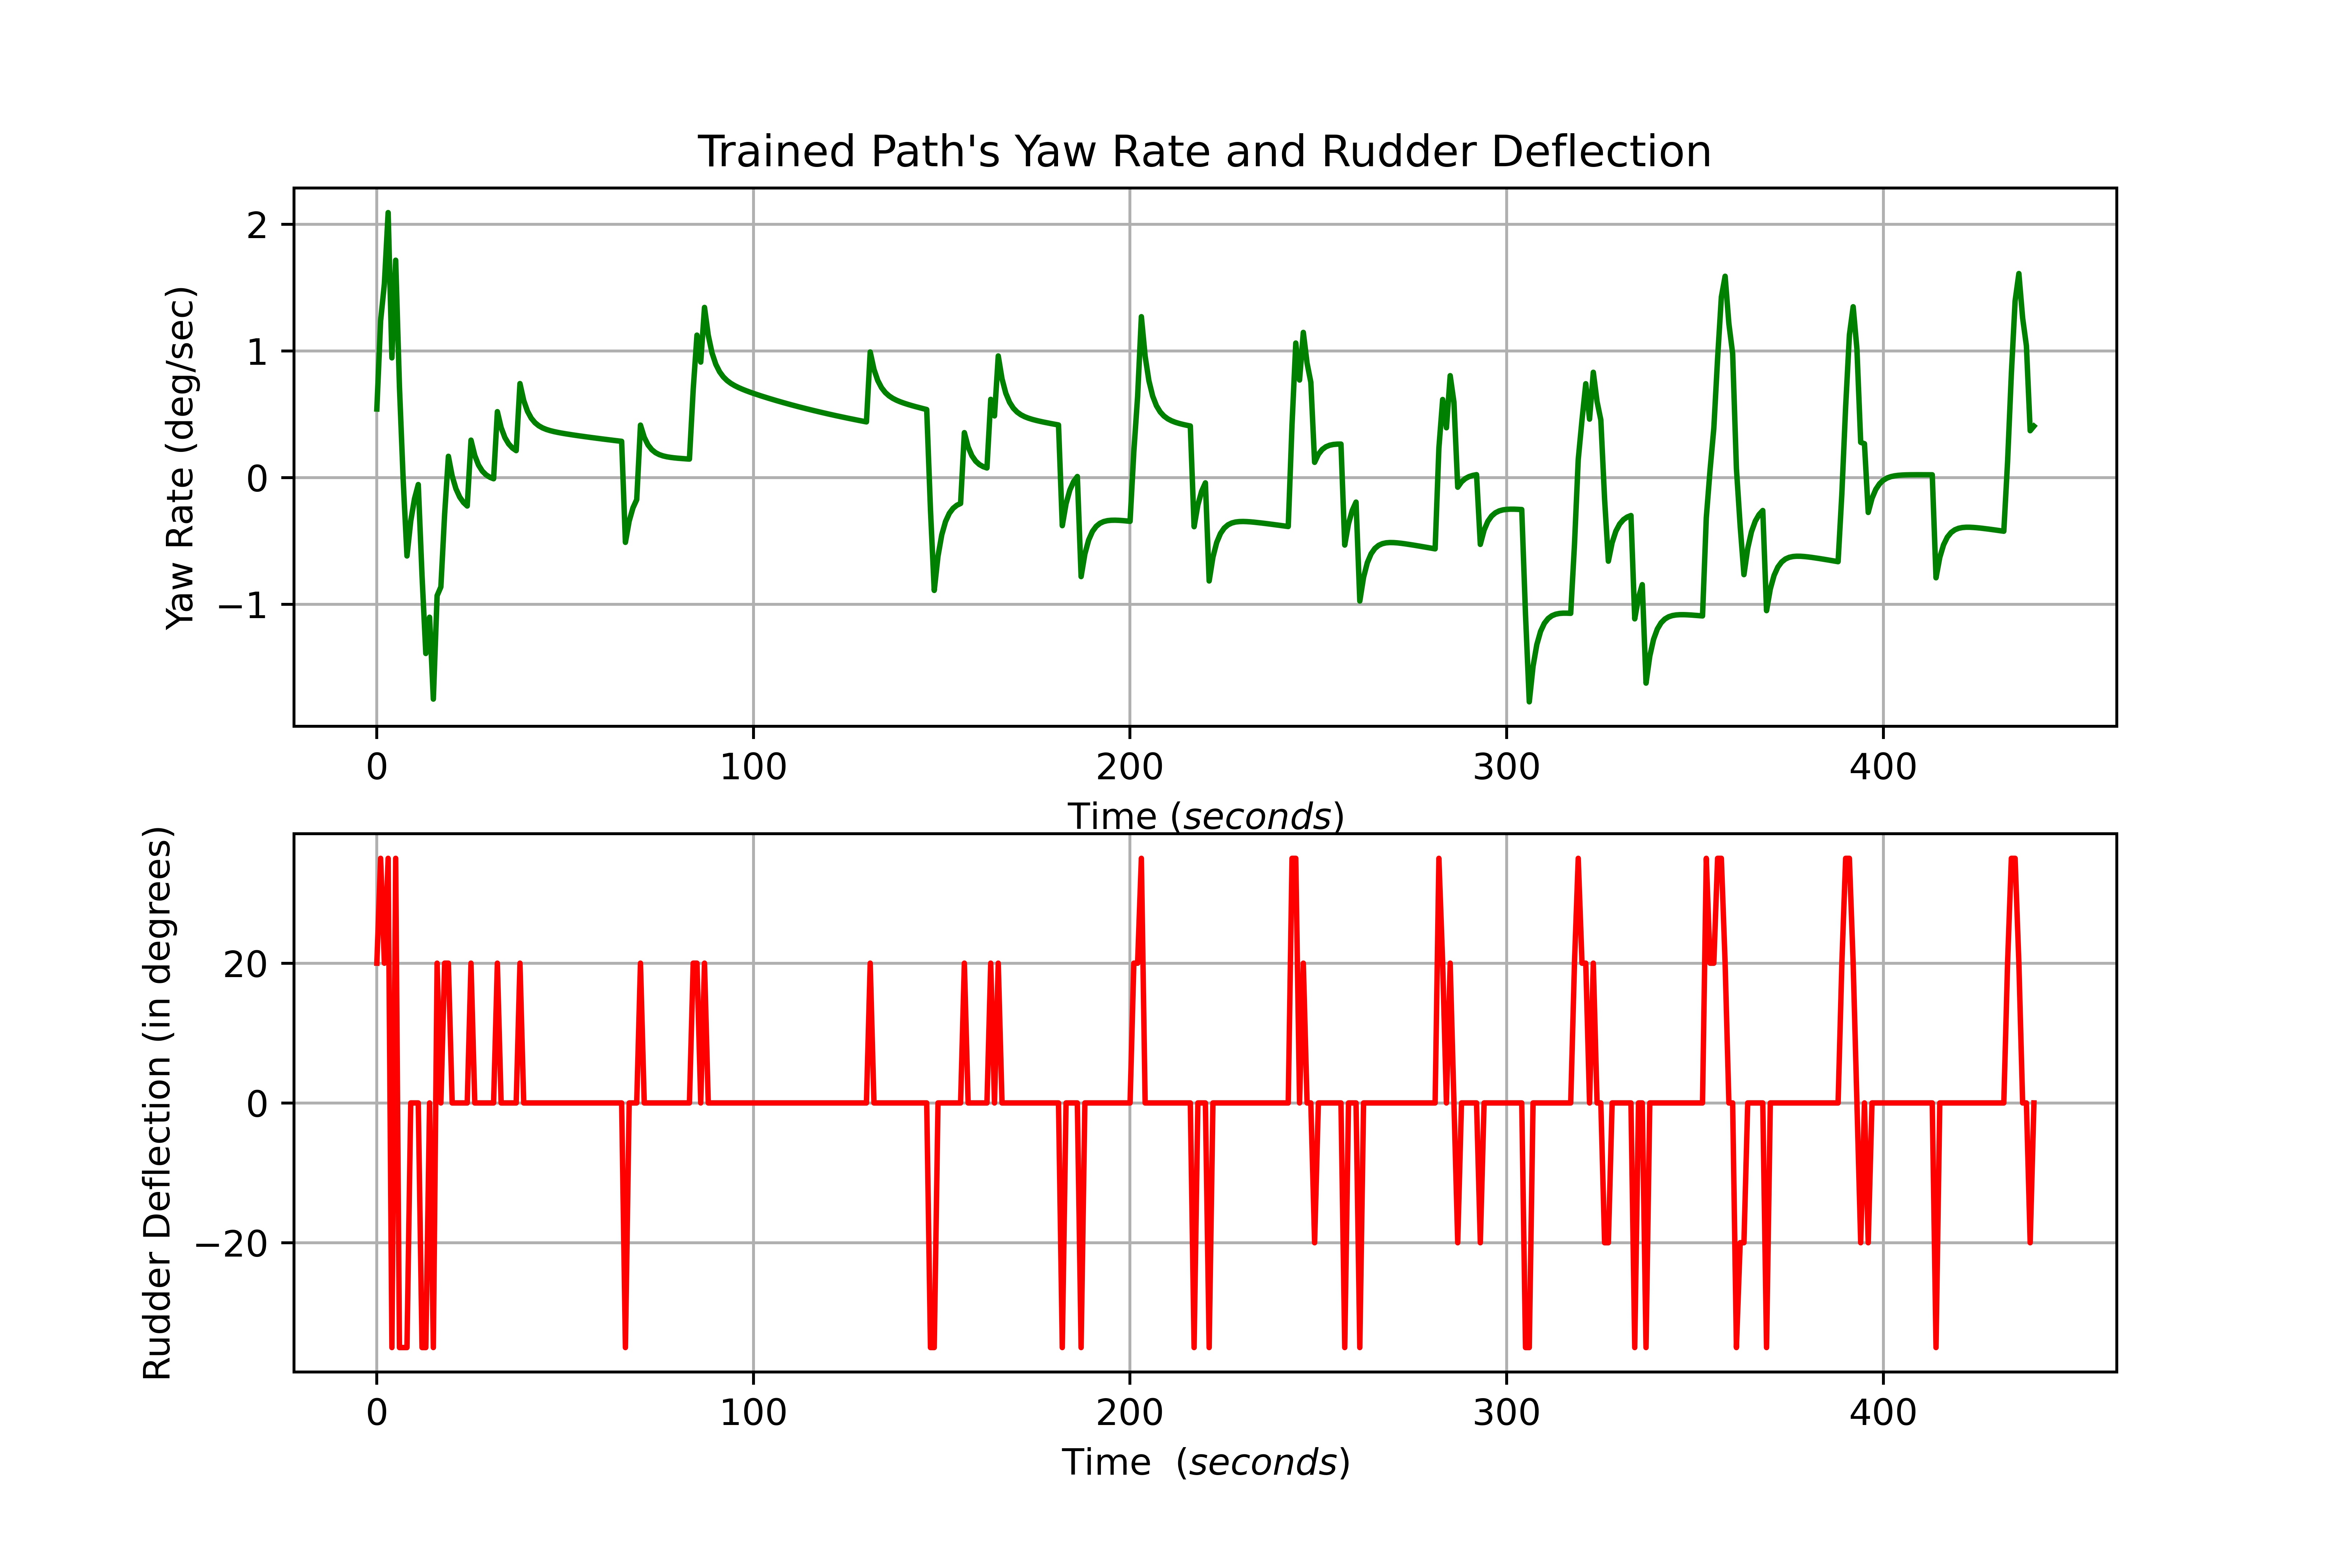 Trained Path's Yaw Rate and Rudder Deflection
Yaw Rate (deg/sec)
2
1
0
−1
0 100 200 300 400
Time (seconds)
Rudder Deflection (in degrees)
20
0
−20
0 100 200 300 400
Time (seconds)